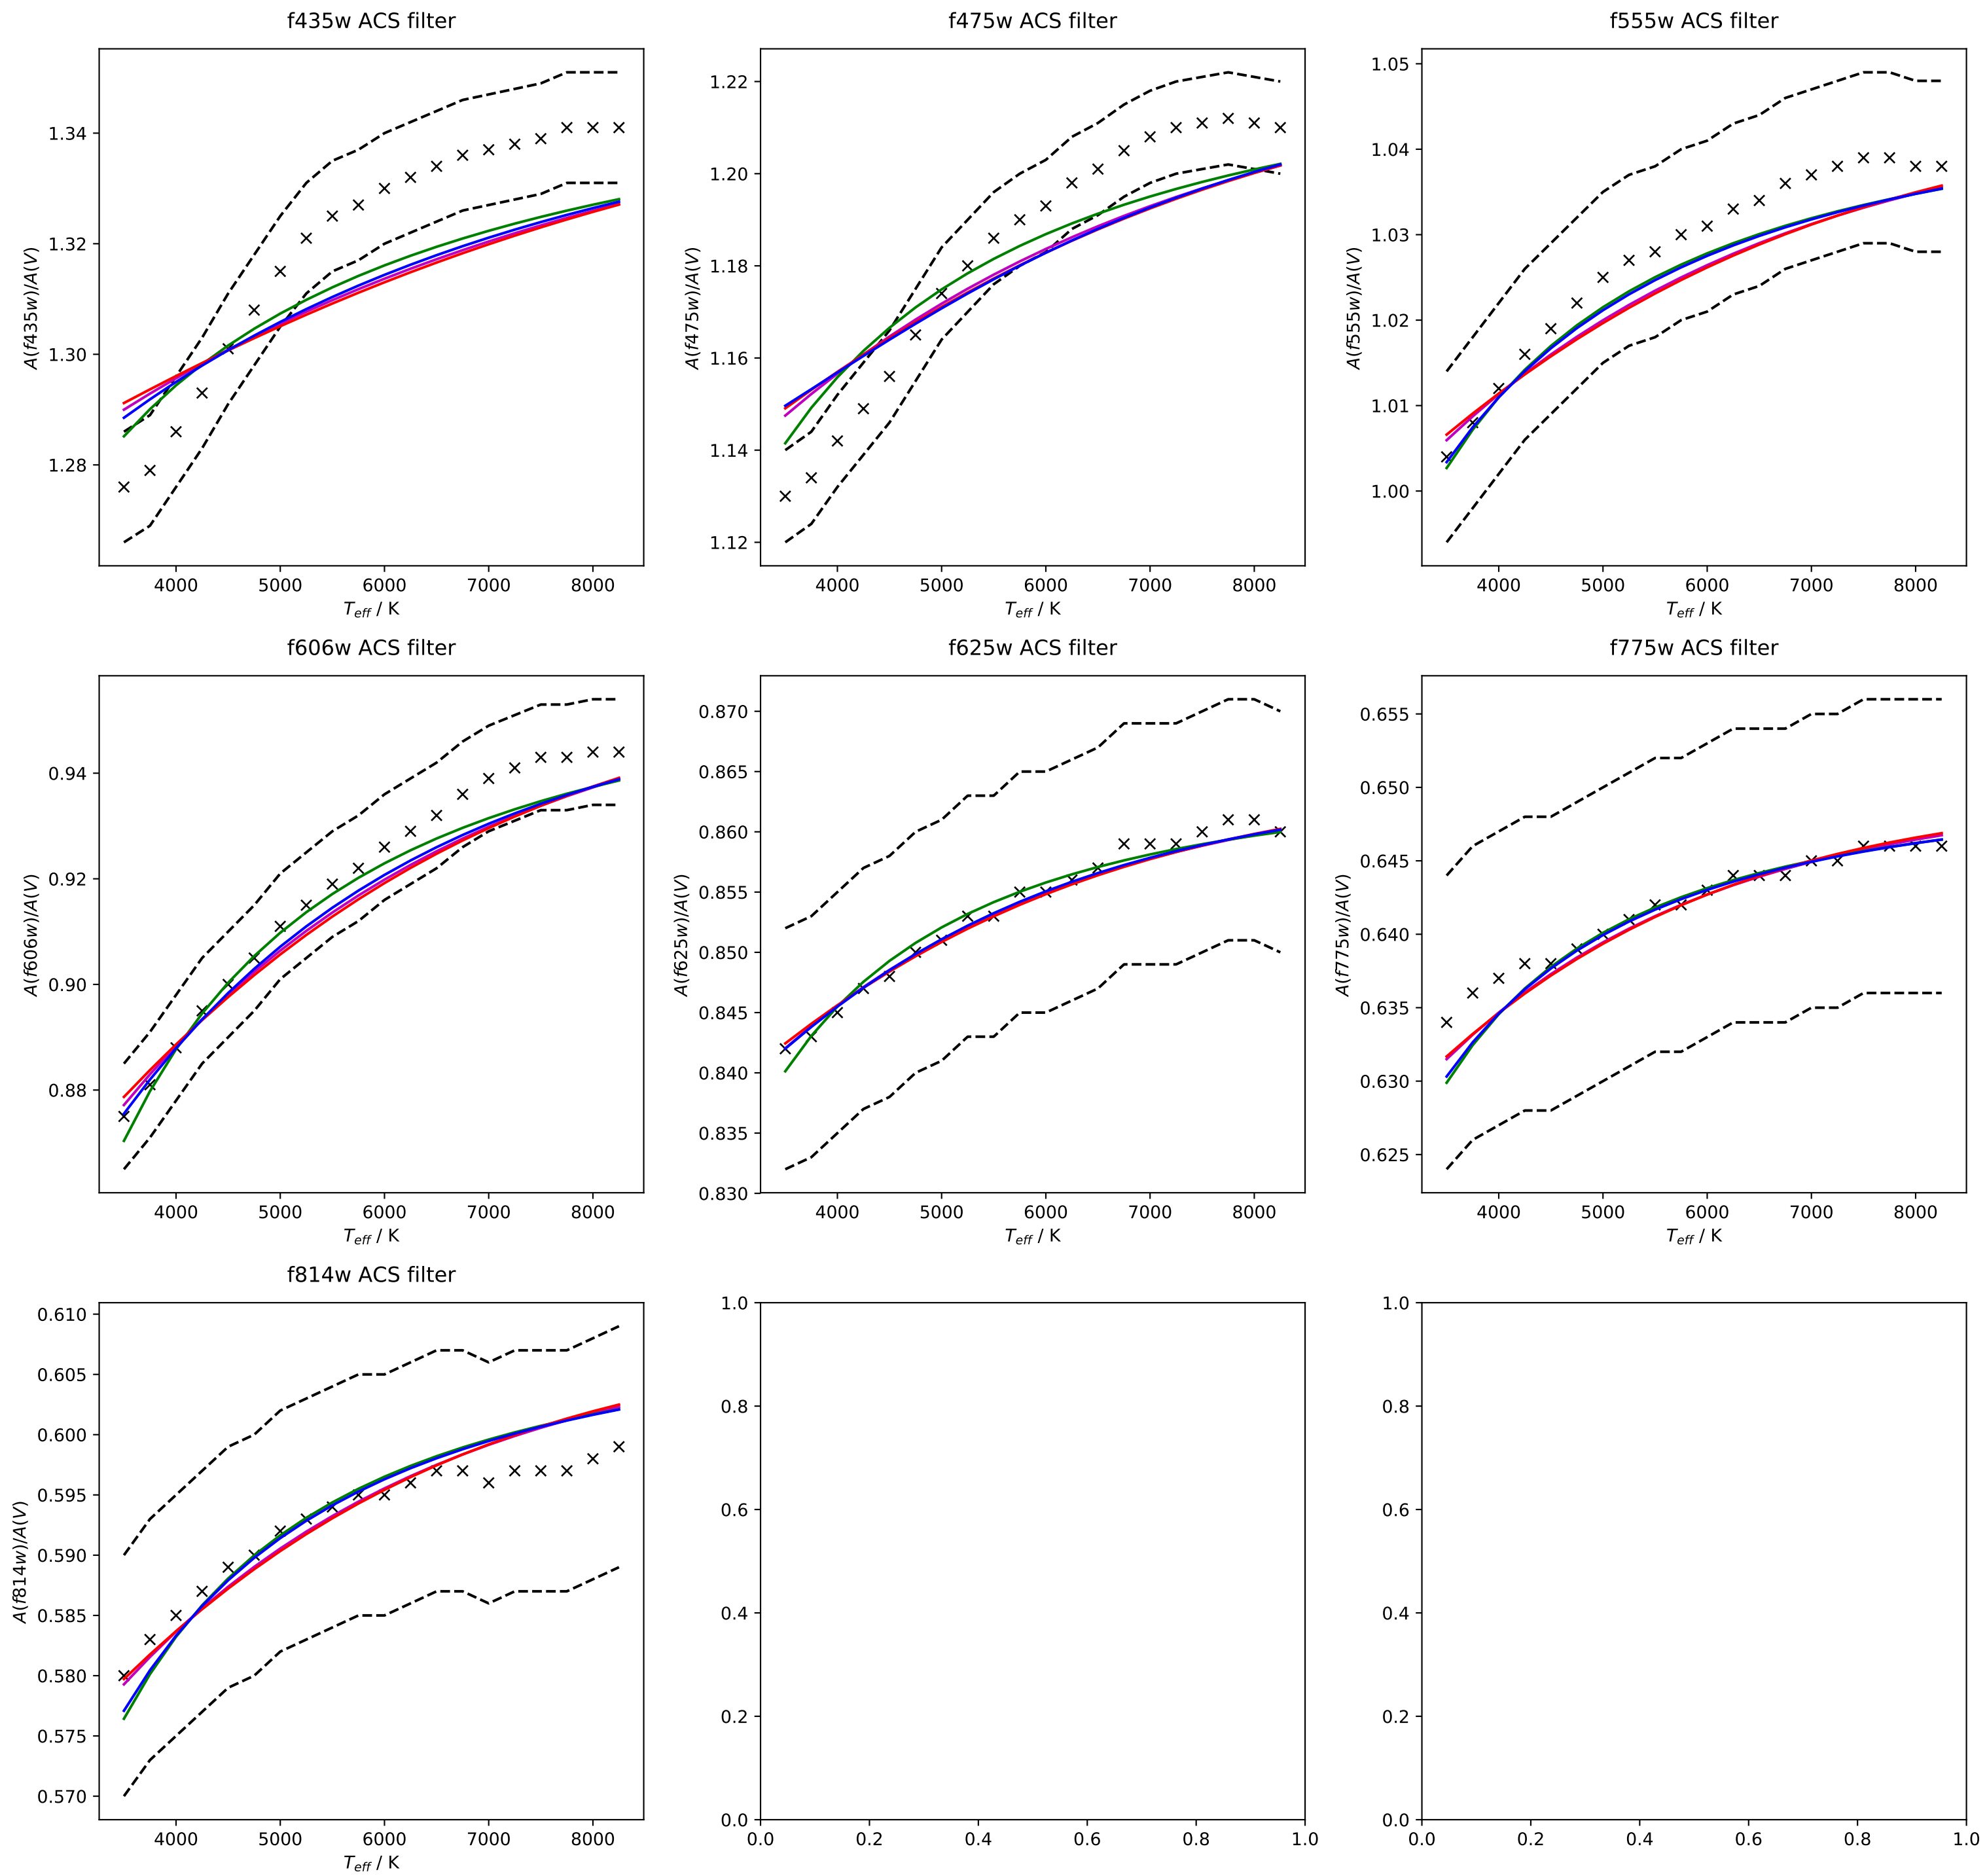 f435w ACS filter
1.34
1.32
1.30
1.28
A(f435w)/A(V)
4000 5000 6000 7000 8000
T_eff / K
f475w ACS filter
1.22
1.20
1.18
1.16
1.14
1.12
A(f475w)/A(V)
4000 5000 6000 7000 8000
T_eff / K
f555w ACS filter
1.05
1.04
1.03
1.02
1.01
1.00
A(f555w)/A(V)
4000 5000 6000 7000 8000
T_eff / K
f606w ACS filter
0.94
0.92
0.90
0.88
A(f606w)/A(V)
4000 5000 6000 7000 8000
T_eff / K
f625w ACS filter
0.870
0.865
0.860
0.855
0.850
0.845
0.840
0.835
0.830
A(f625w)/A(V)
4000 5000 6000 7000 8000
T_eff / K
f775w ACS filter
0.655
0.650
0.645
0.640
0.635
0.630
0.625
A(f775w)/A(V)
4000 5000 6000 7000 8000
T_eff / K
f814w ACS filter
0.610
0.605
0.600
0.595
0.590
0.585
0.580
0.575
0.570
A(f814w)/A(V)
4000 5000 6000 7000 8000
T_eff / K
1.0
0.8
0.6
0.4
0.2
0.0
0.0 0.2 0.4 0.6 0.8 1.0
1.0
0.8
0.6
0.4
0.2
0.0
0.0 0.2 0.4 0.6 0.8 1.0